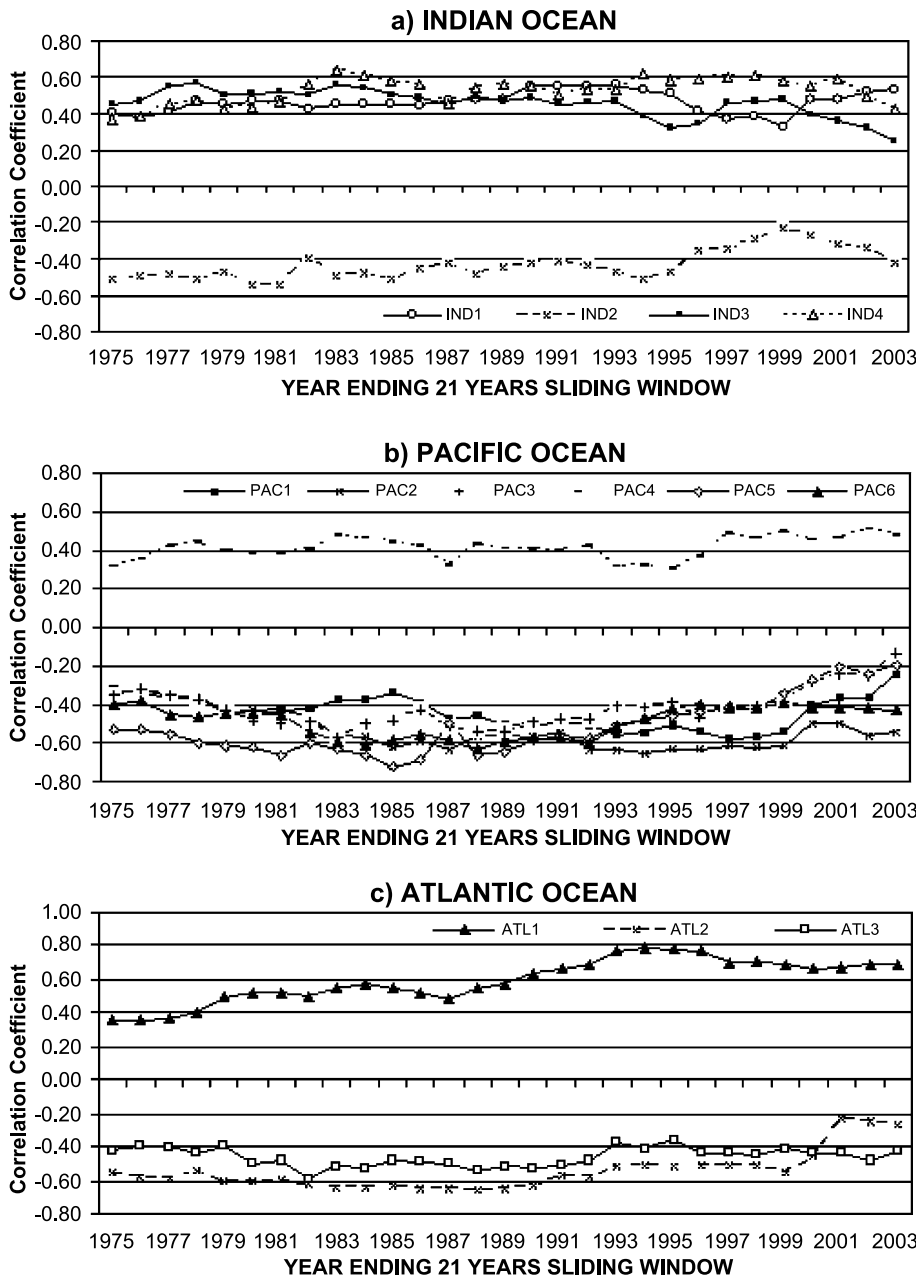 a) INDIAN OCEAN
Correlation Coefficient
0.80
0.60
0.40
0.20
0.00
-0.20
-0.40
-0.60
-0.80
IND1 IND2 IND3 IND4
1975 1977 1979 1981 1983 1985 1987 1989 1991 1993 1995 1997 1999 2001 2003
YEAR ENDING 21 YEARS SLIDING WINDOW
b) PACIFIC OCEAN
Correlation Coefficient
0.80
0.60
0.40
0.20
0.00
-0.20
-0.40
-0.60
-0.80
PAC1 PAC2 PAC3 PAC4 PAC5 PAC6
1975 1977 1979 1981 1983 1985 1987 1989 1991 1993 1995 1997 1999 2001 2003
YEAR ENDING 21 YEARS SLIDING WINDOW
c) ATLANTIC OCEAN
Correlation Coefficient
1.00
0.80
0.60
0.40
0.20
0.00
-0.20
-0.40
-0.60
-0.80
ATL1 ATL2 ATL3
1975 1977 1979 1981 1983 1985 1987 1989 1991 1993 1995 1997 1999 2001 2003
YEAR ENDING 21 YEARS SLIDING WINDOW